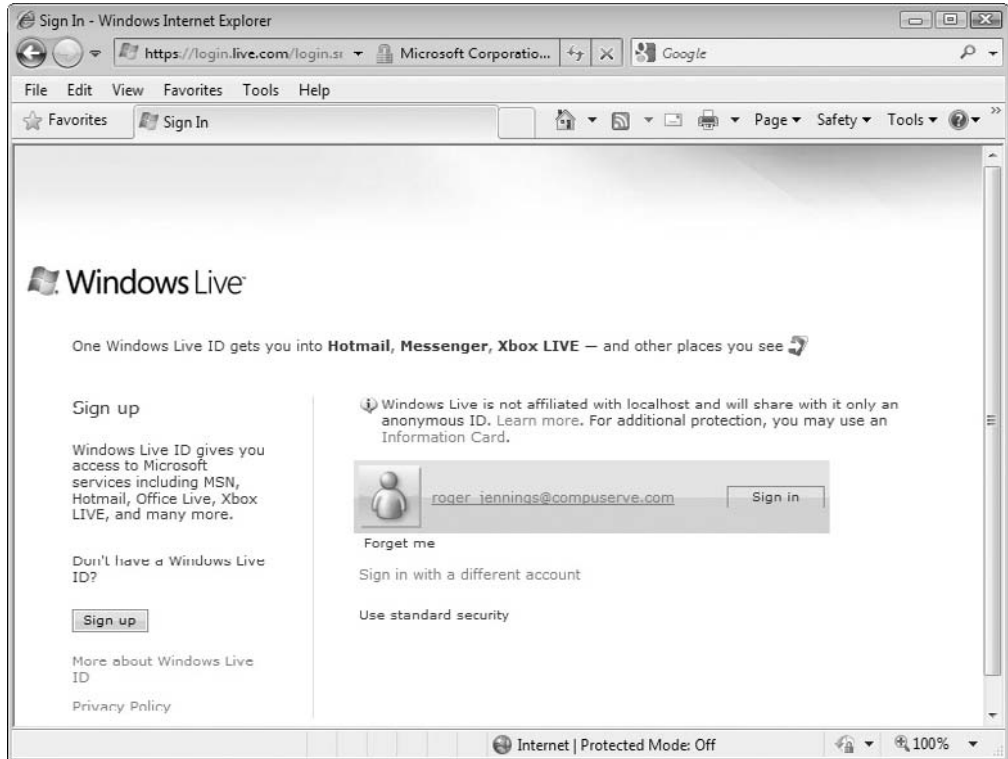 Sign In - Windows Internet Explorer
https://login.live.com/login.sr
Microsoft Corporatio...
Google
File Edit View Favorites Tools Help
Favorites
Sign In
Page Safety Tools
Windows Live
One Windows Live ID gets you into Hotmail, Messenger, Xbox LIVE — and other places you see
Sign up
Windows Live ID gives you
access to Microsoft
services including MSN,
Hotmail, Office Live, Xbox
LIVE, and many more.
Don't have a Windows Live
ID?
Sign up
More about Windows Live
ID
Privacy Policy
Windows Live is not affiliated with localhost and will share with it only an
anonymous ID. Learn more. For additional protection, you may use an
Information Card.
roger_jennings@compuserve.com
Sign in
Forget me
Sign in with a different account
Use standard security
Internet | Protected Mode: Off
100%